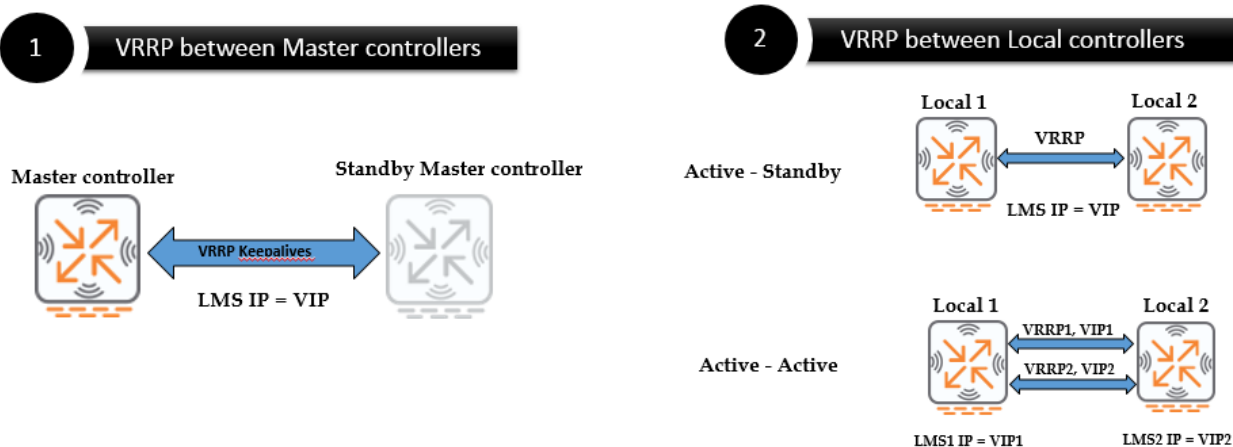 1
VRRP between Master controllers
Master controller
Standby Master controller
VRRP Keepalives
LMS IP = VIP
2
VRRP between Local controllers
Active - Standby
Local 1
Local 2
VRRP
LMS IP = VIP
Active - Active
Local 1
Local 2
VRRP1, VIP1
VRRP2, VIP2
LMS1 IP = VIP1
LMS2 IP = VIP2